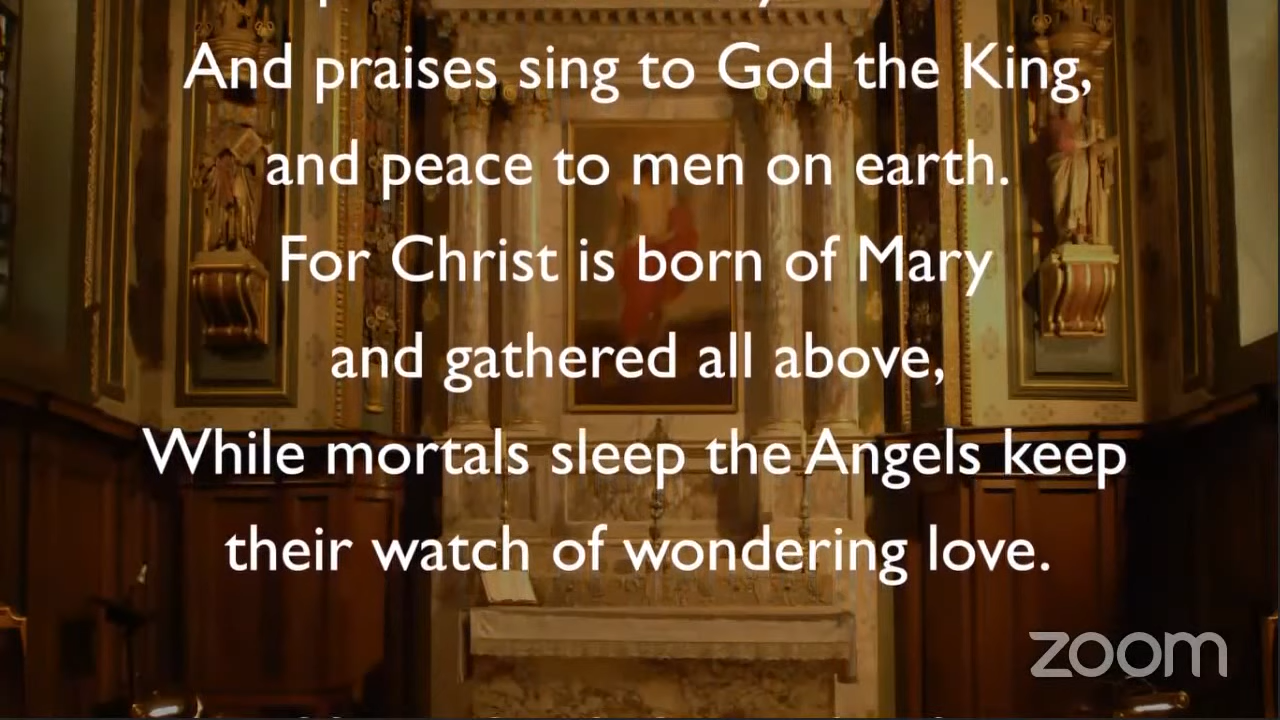 And praises sing to God the King,
and peace to men on earth.
For Christ is born of Mary
and gathered all above,
While mortals sleep the Angels keep
their watch of wondering love.
zoom